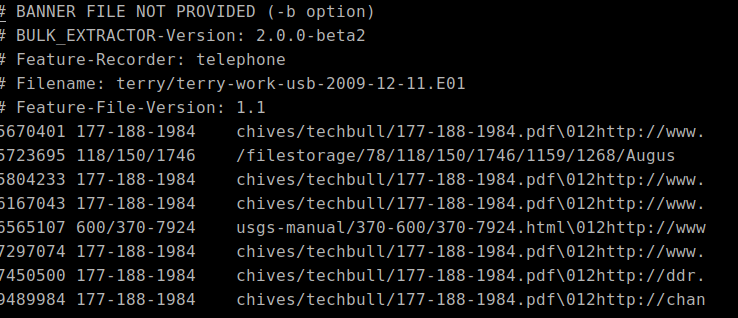 # BANNER FILE NOT PROVIDED (-b option)
# BULK_EXTRACTOR-Version: 2.0.0-beta2
# Feature-Recorder: telephone
# Filename: terry/terry-work-usb-2009-12-11.E01
# Feature-File-Version: 1.1
5670401 177-188-1984 chives/techbull/177-188-1984.pdf\012http://www.
5723695 118/150/1746 /filestorage/78/118/150/1746/1159/1268/Augus
5804233 177-188-1984 chives/techbull/177-188-1984.pdf\012http://www.
6167043 177-188-1984 chives/techbull/177-188-1984.pdf\012http://www.
6565107 600/370-7924 usgs-manual/370-600/370-7924.html\012http://www
7297074 177-188-1984 chives/techbull/177-188-1984.pdf\012http://www.
7450500 177-188-1984 chives/techbull/177-188-1984.pdf\012http://ddr.
9489984 177-188-1984 chives/techbull/177-188-1984.pdf\012http://chan